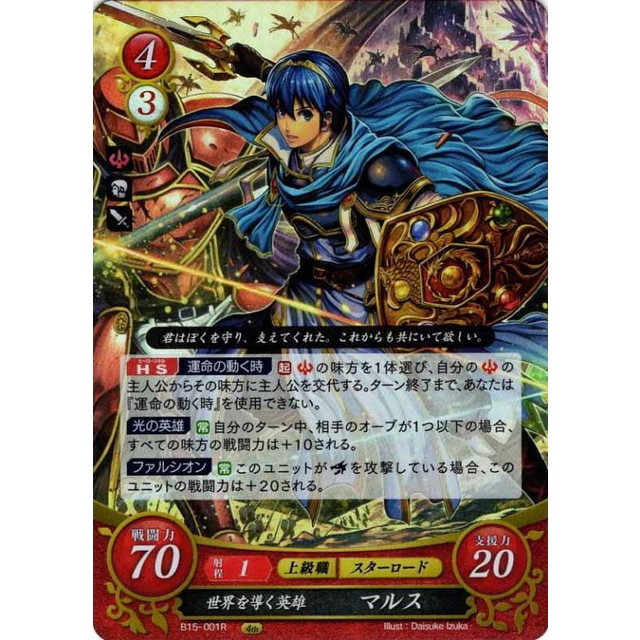 4
3
君はぼくを守り、支えてくれた。これからも共にいて欲しい。
ヒーロースキル
HS 運命の動く時 起 の味方を1体選び、自分の の
主人公からその味方に主人公を交代する。ターン終了まで、あなたは
『運命の動く時』を使用できない。
光の英雄 常 自分のターン中、相手のオーブが1つ以下の場合、
すべての味方の戦闘力は+10される。
ファルシオン 常 このユニットが を攻撃している場合、この
ユニットの戦闘力は+20される。
戦闘力
70
射程 1 上級職 スターロード
支援力
20
世界を導く英雄 マルス
B15-001R 4th Illust:Daisuke Izuka